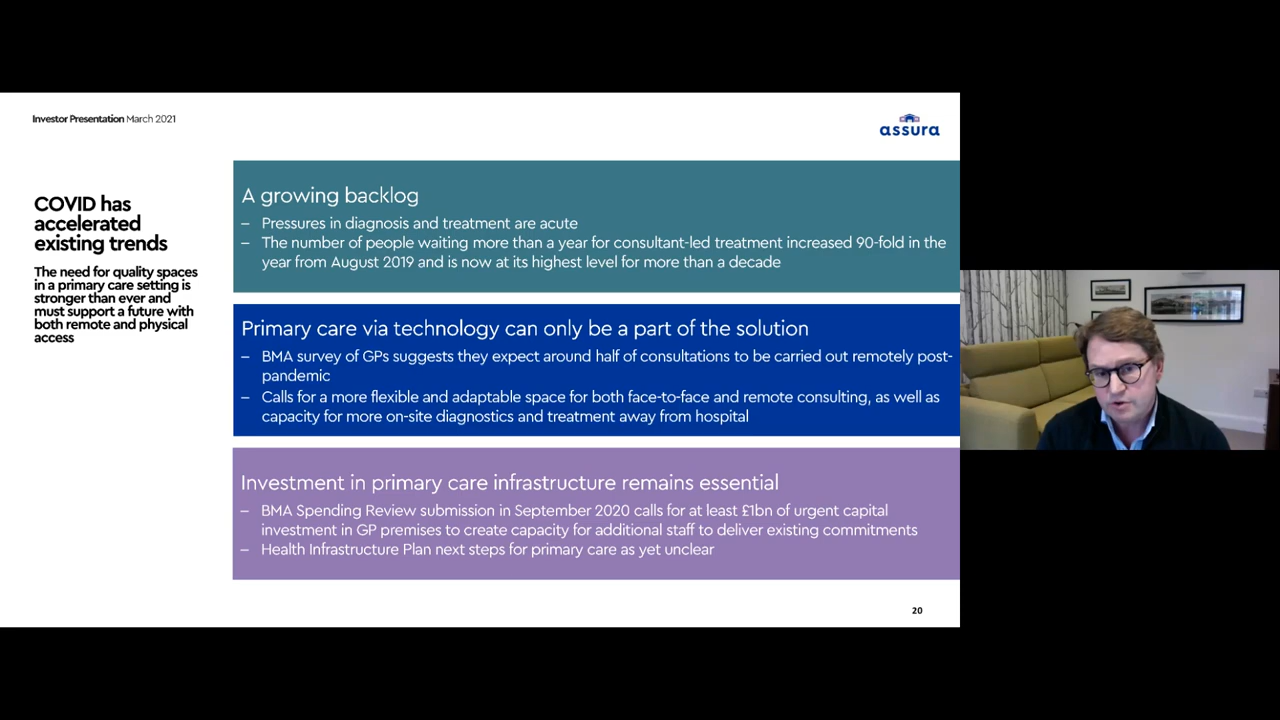 Investor Presentation March 2021
assura
COVID has
accelerated
existing trends
The need for quality spaces
in a primary care setting is
stronger than ever and
must support a future with
both remote and physical
access
A growing backlog
– Pressures in diagnosis and treatment are acute
– The number of people waiting more than a year for consultant-led treatment increased 90-fold in the
year from August 2019 and is now at its highest level for more than a decade
Primary care via technology can only be a part of the solution
– BMA survey of GPs suggests they expect around half of consultations to be carried out remotely post-
pandemic
– Calls for a more flexible and adaptable space for both face-to-face and remote consulting, as well as
capacity for more on-site diagnostics and treatment away from hospital
Investment in primary care infrastructure remains essential
– BMA Spending Review submission in September 2020 calls for at least £1bn of urgent capital
investment in GP premises to create capacity for additional staff to deliver existing commitments
– Health Infrastructure Plan next steps for primary care as yet unclear
20